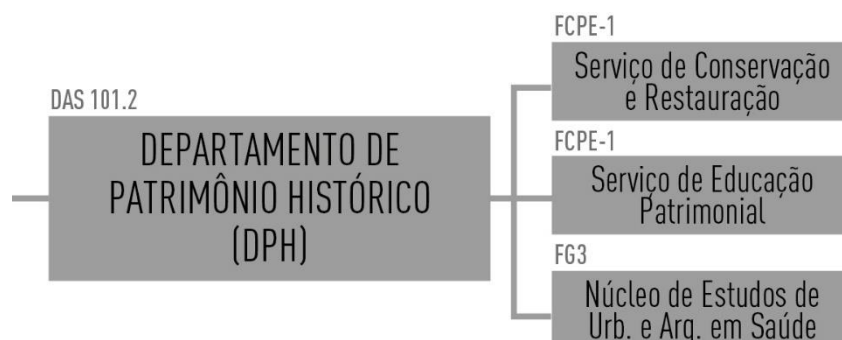 DAS 101.2
DEPARTAMENTO DE
PATRIMÔNIO HISTÓRICO
(DPH)
FCPE-1
Serviço de Conservação
e Restauração
FCPE-1
Serviço de Educação
Patrimonial
FG3
Núcleo de Estudos de
Urb. e Arq. em Saúde